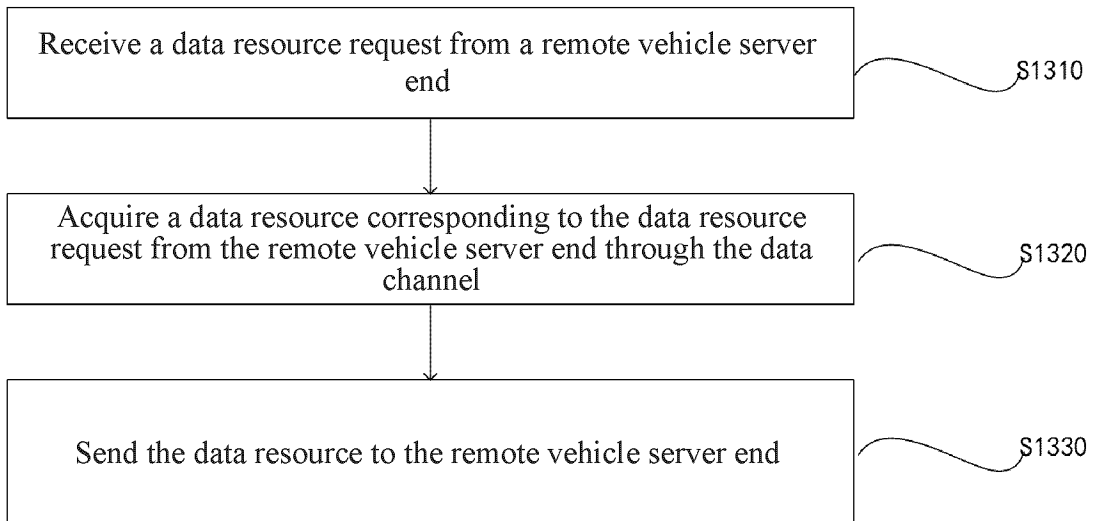 Receive a data resource request from a remote vehicle server
end
S1310
Acquire a data resource corresponding to the data resource
request from the remote vehicle server end through the data
channel
S1320
Send the data resource to the remote vehicle server end
S1330